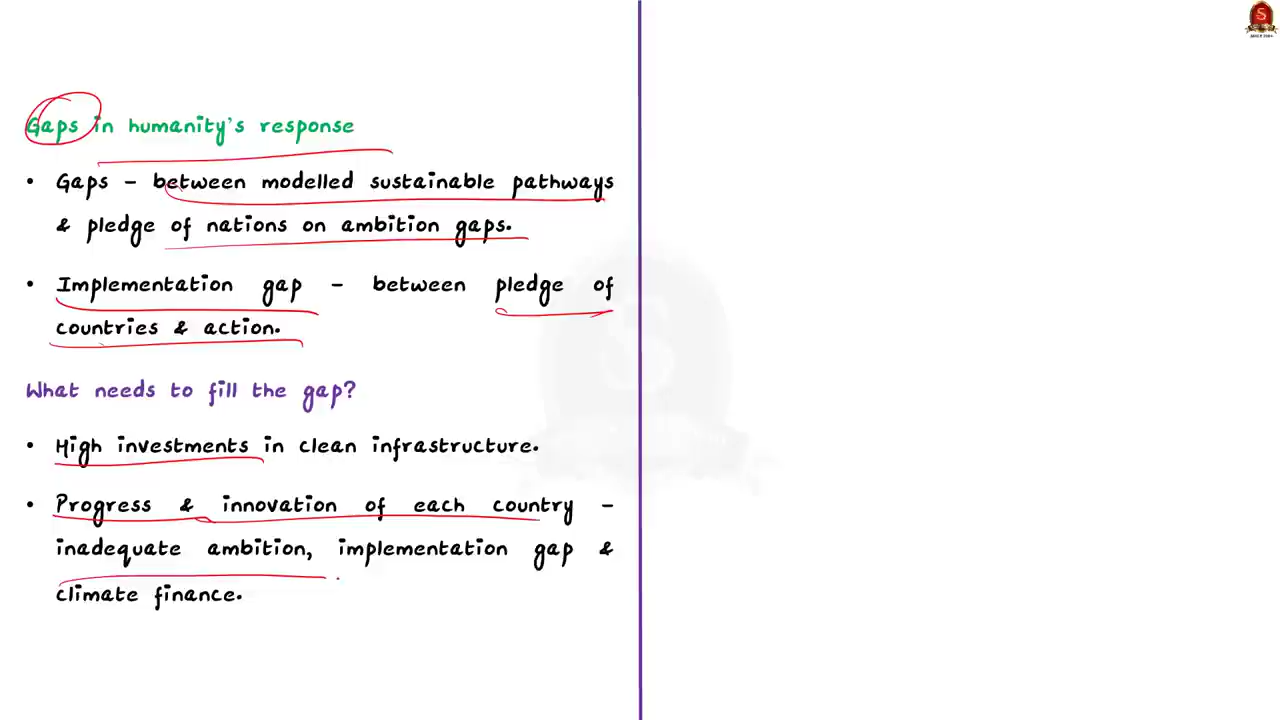 Gaps in humanity's response
• Gaps – between modelled sustainable pathways
& pledge of nations on ambition gaps.
• Implementation gap – between pledge of
countries & action.
What needs to fill the gap?
• High investments in clean infrastructure.
• Progress & innovation of each country –
inadequate ambition, implementation gap &
climate finance.